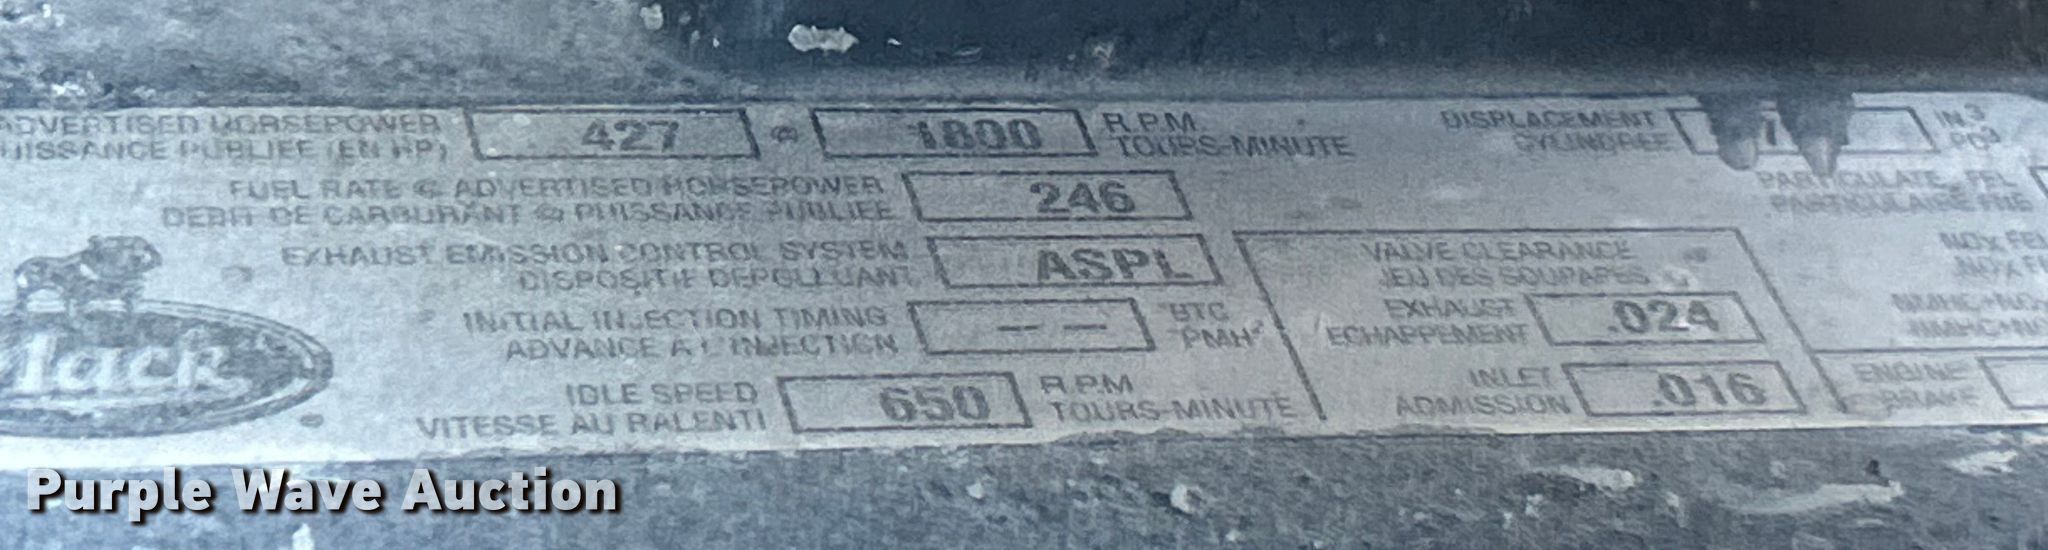 ADVERTISED HORSEPOWER 427 @ 1800 R.P.M.
PUISSANCE PUBLIEE (EN HP) TOURS-MINUTE
DISPLACEMENT IN3
CYLINDREE PO3
FUEL RATE @ ADVERTISED HORSEPOWER 246
DEBIT DE CARBURANT @ PUISSANCE PUBLIEE
PARTICULATE FEL
PARTICULAIRE
EXHAUST EMISSION CONTROL SYSTEM ASPL
DISPOSITIF DEPOLLUANT
INITIAL INJECTION TIMING -- -- °BTC
ADVANCE A L'INJECTION °PMH
IDLE SPEED 650 R.P.M
VITESSE AU RALENTI TOURS-MINUTE
VALVE CLEARANCE
JEU DES SOUPAPES
EXHAUST .024
ECHAPPEMENT
INLET .016
ADMISSION
NOx FEL
ENGINE
BRAKE
Mack
Purple Wave Auction